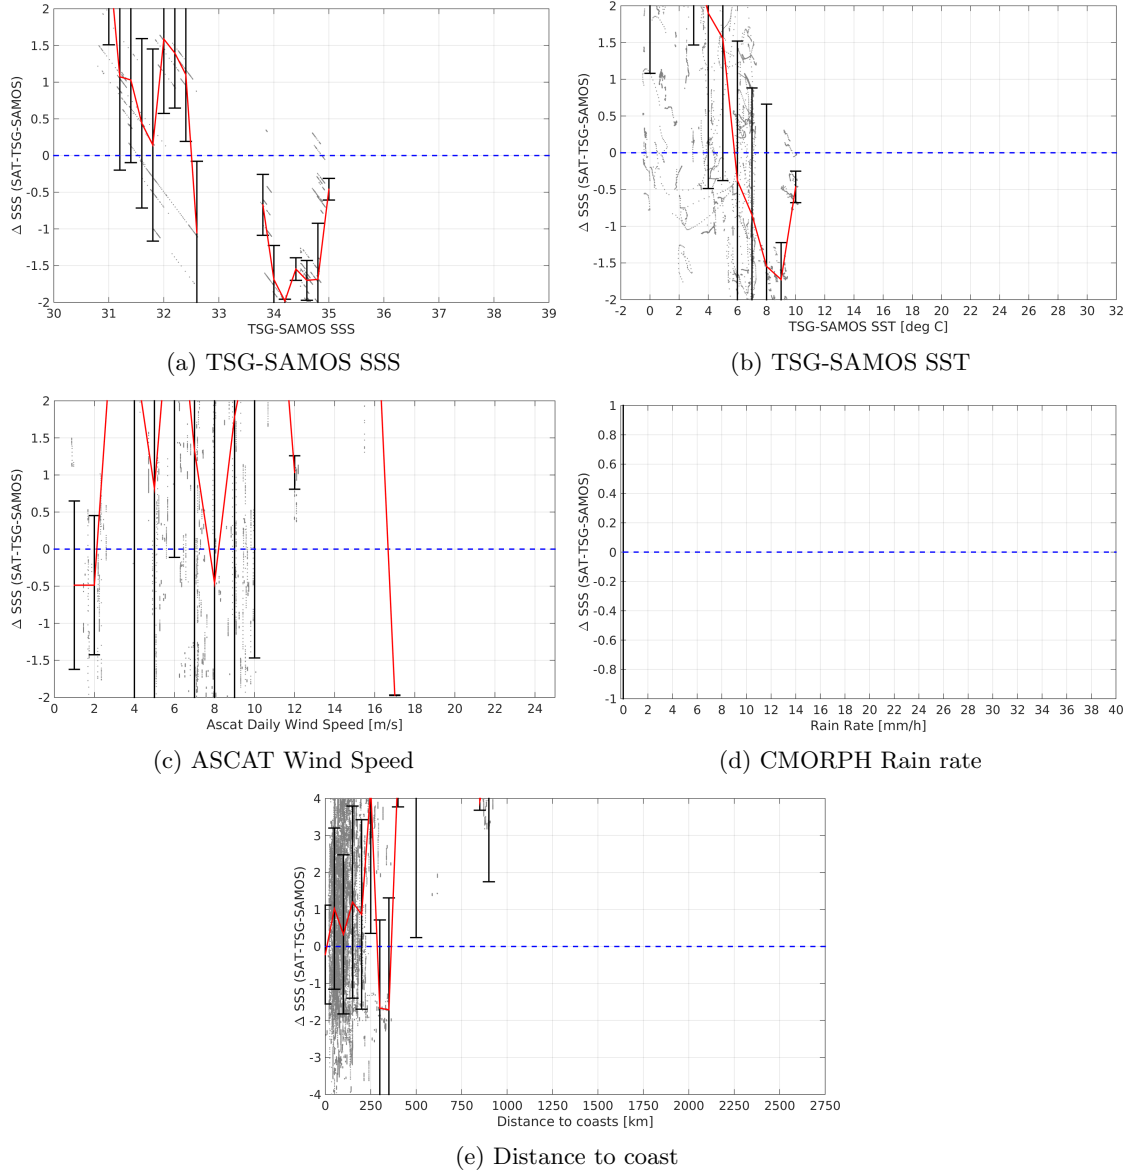 2
1.5
1
0.5
0
-0.5
-1
-1.5
-2
Δ SSS (SAT-TSG-SAMOS)
30 31 32 33 34 35 36 37 38 39
TSG-SAMOS SSS
(a) TSG-SAMOS SSS
2
1.5
1
0.5
0
-0.5
-1
-1.5
-2
Δ SSS (SAT-TSG-SAMOS)
-2 0 2 4 6 8 10 12 14 16 18 20 22 24 26 28 30 32
TSG-SAMOS SST [deg C]
(b) TSG-SAMOS SST
2
1.5
1
0.5
0
-0.5
-1
-1.5
-2
Δ SSS (SAT-TSG-SAMOS)
0 2 4 6 8 10 12 14 16 18 20 22 24
Ascat Daily Wind Speed [m/s]
(c) ASCAT Wind Speed
1
0.8
0.6
0.4
0.2
0
-0.2
-0.4
-0.6
-0.8
-1
Δ SSS (SAT-TSG-SAMOS)
0 2 4 6 8 10 12 14 16 18 20 22 24 26 28 30 32 34 36 38 40
Rain Rate [mm/h]
(d) CMORPH Rain rate
4
3
2
1
0
-1
-2
-3
-4
Δ SSS (SAT-TSG-SAMOS)
0 250 500 750 1000 1250 1500 1750 2000 2250 2500 2750
Distance to coasts [km]
(e) Distance to coast